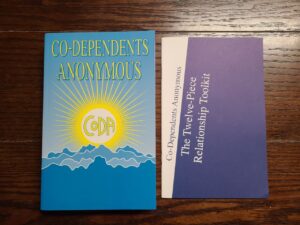 CO-DEPENDENTS
ANONYMOUS
CoDA
Co-Dependents Anonymous
The Twelve-Piece
Relationship Toolkit